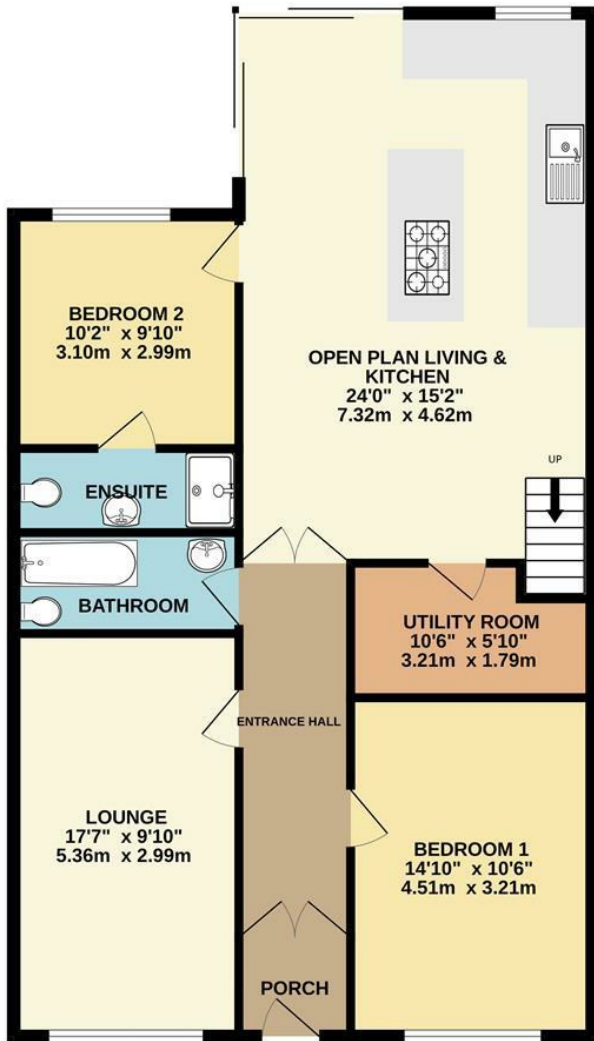 BEDROOM 2
10'2" x 9'10"
3.10m x 2.99m
OPEN PLAN LIVING &
KITCHEN
24'0" x 15'2"
7.32m x 4.62m
UP
ENSUITE
BATHROOM
UTILITY ROOM
10'6" x 5'10"
3.21m x 1.79m
ENTRANCE HALL
LOUNGE
17'7" x 9'10"
5.36m x 2.99m
BEDROOM 1
14'10" x 10'6"
4.51m x 3.21m
PORCH